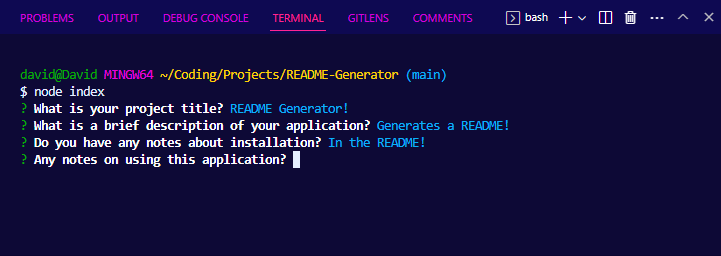 PROBLEMS OUTPUT DEBUG CONSOLE TERMINAL GITLENS COMMENTS bash
david@David MINGW64 ~/Coding/Projects/README-Generator (main)
$ node index
? What is your project title? README Generator!
? What is a brief description of your application? Generates a README!
? Do you have any notes about installation? In the README!
? Any notes on using this application?